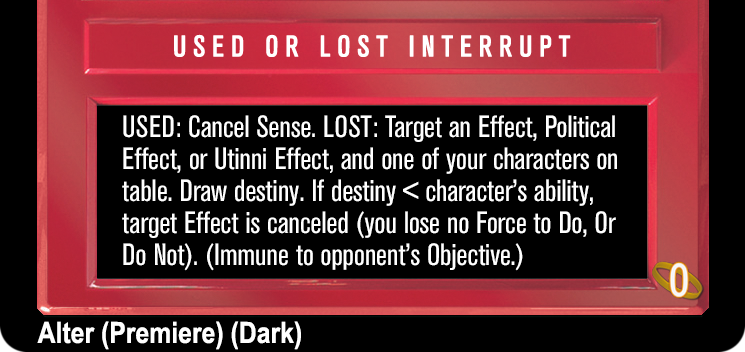 USED OR LOST INTERRUPT
USED: Cancel Sense. LOST: Target an Effect, Political
Effect, or Utinni Effect, and one of your characters on
table. Draw destiny. If destiny < character's ability,
target Effect is canceled (you lose no Force to Do, Or
Do Not). (Immune to opponent's Objective.)
0
Alter (Premiere) (Dark)